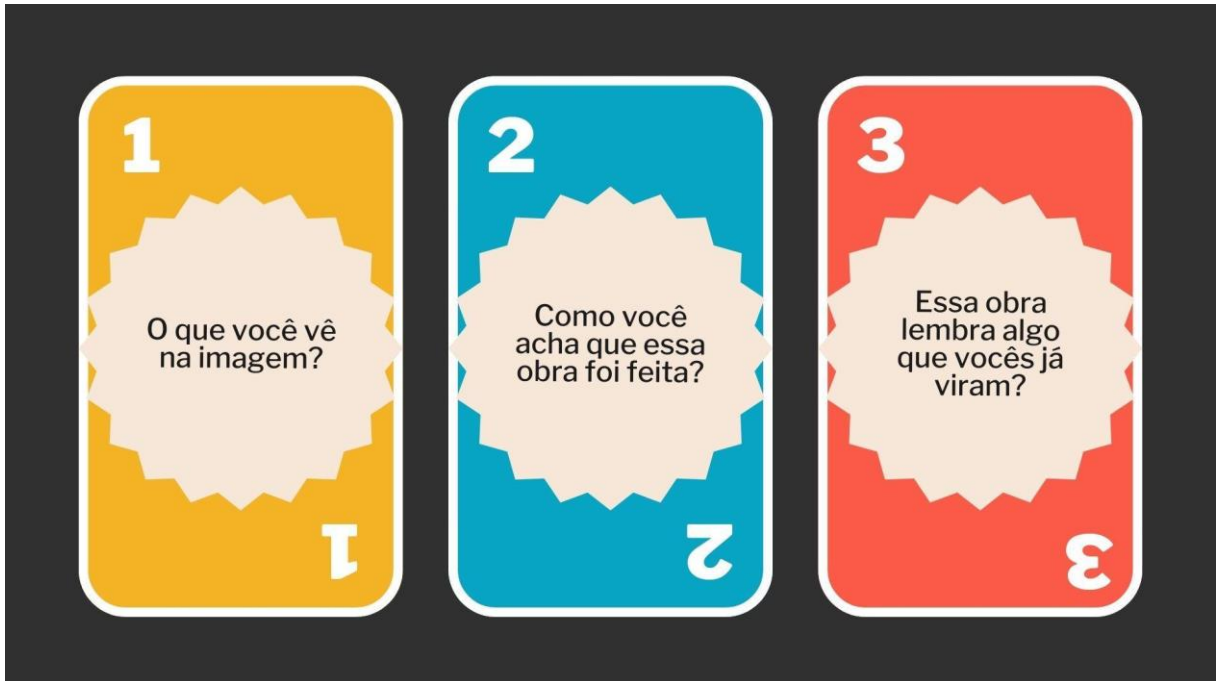 1
O que você vê
na imagem?
1
2
Como você
acha que essa
obra foi feita?
2
3
Essa obra
lembra algo
que vocês já
viram?
3